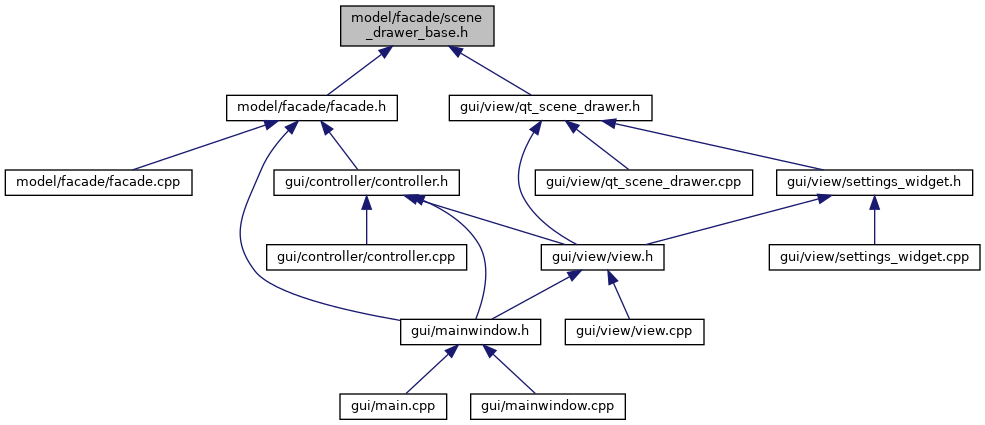 model/facade/scene
_drawer_base.h
model/facade/facade.h
gui/view/qt_scene_drawer.h
model/facade/facade.cpp
gui/controller/controller.h
gui/view/qt_scene_drawer.cpp
gui/view/settings_widget.h
gui/controller/controller.cpp
gui/view/view.h
gui/view/settings_widget.cpp
gui/mainwindow.h
gui/view/view.cpp
gui/main.cpp
gui/mainwindow.cpp